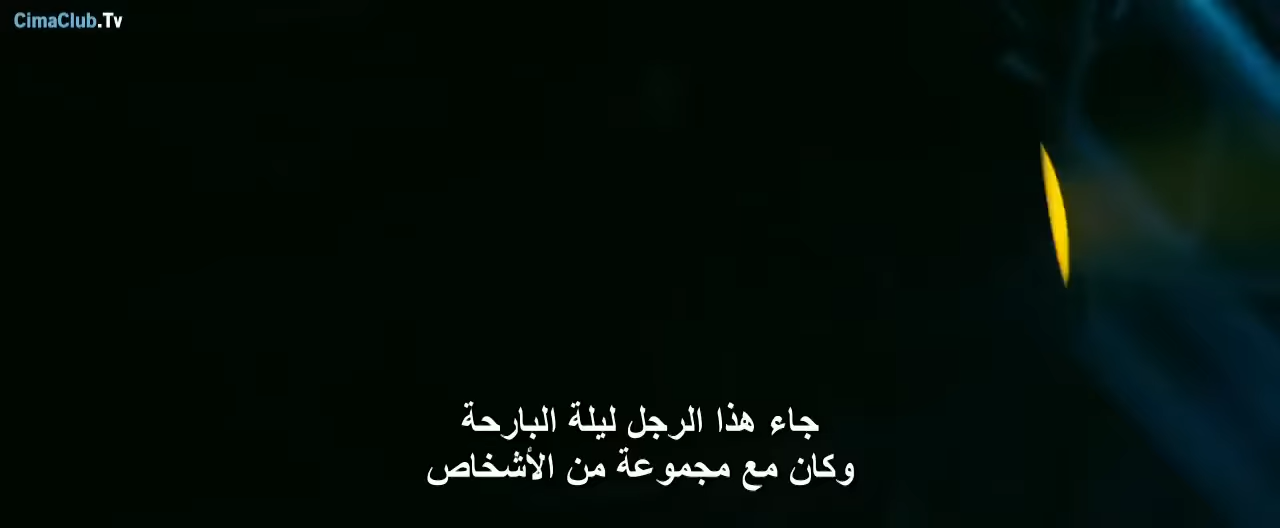 CimaClub.Tv
جاء هذا الرجل ليلة البارحة
وكان مع مجموعة من الأشخاص